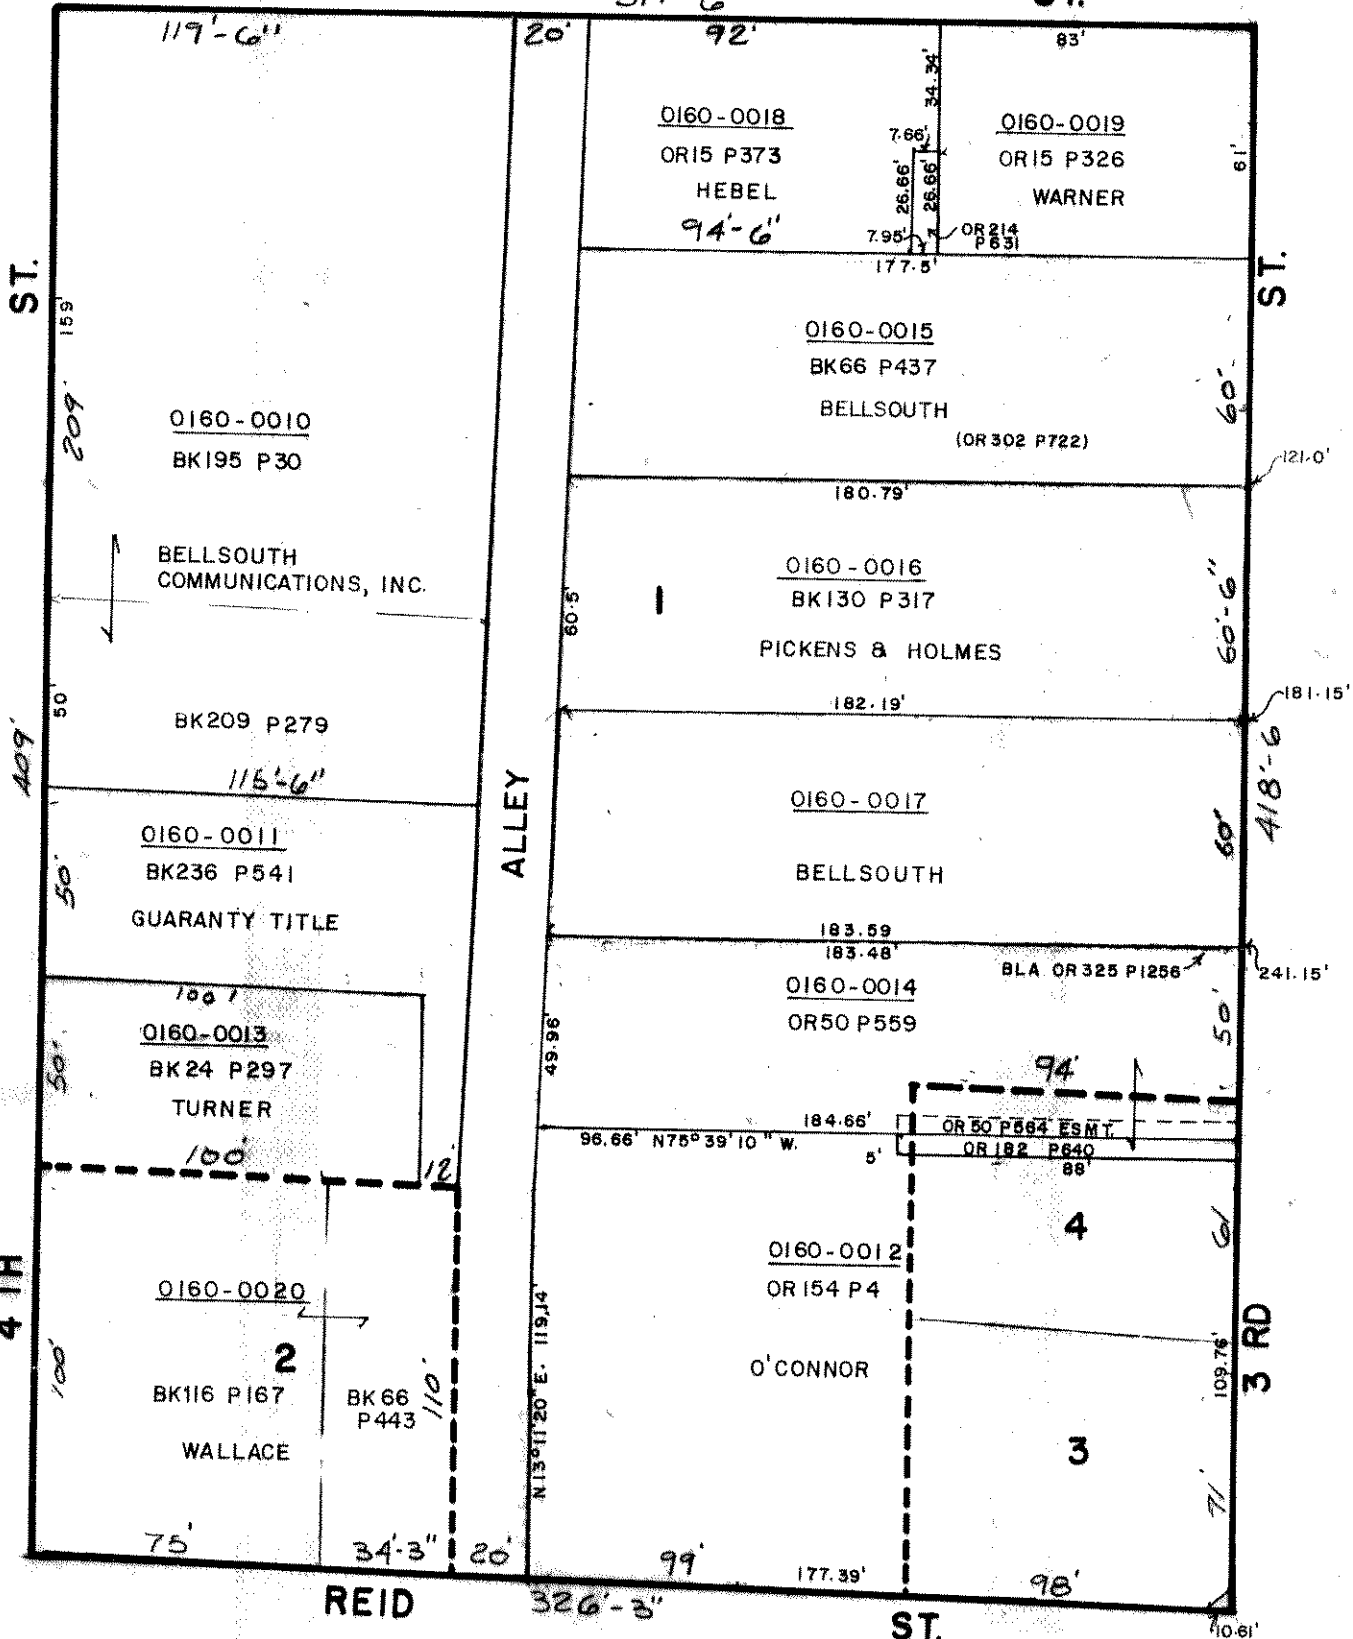 ST.
119'-6"
20'
92'
83'
34.34'
0160-0018
OR15 P373
HEBEL
94'-6"
7.66'
26.66'
26.66'
7.95'
OR 214
P631
0160-0019
OR15 P326
WARNER
61'
177.5'
ST.
159'
209'
0160-0010
BK195 P30
BELLSOUTH
COMMUNICATIONS, INC.
50'
BK209 P279
409'
115'-6"
0160-0015
BK66 P437
BELLSOUTH
(OR 302 P722)
60'
ST.
121.0'
180.79'
0160-0016
BK130 P317
PICKENS & HOLMES
60.5'
1
60'-6"
181.15'
182.19'
418'-6
0160-0017
BELLSOUTH
60'
ALLEY
0160-0011
BK236 P541
GUARANTY TITLE
50'
183.59
183.48'
BLA OR 325 P1256
241.15'
0160-0014
OR50 P559
49.96'
50'
94'
100'
0160-0013
BK24 P297
TURNER
50'
100'
12'
184.66'
96.66' N75° 39' 10" W.
OR 50 P564 ESMT.
OR 182 P640
5'
88'
4
61'
0160-0012
OR 154 P4
O'CONNOR
4 TH
0160-0020
2
BK116 P167
WALLACE
BK 66
P443
100'
110'
N.13° 11' 20" E. 119.14'
109.76'
3 RD
3
71'
75'
34'-3"
20'
99'
177.39'
98'
REID
326'-3"
ST.
10.61'